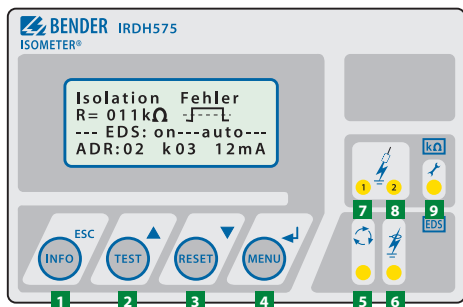 BENDER IRDH575
ISOMETER®
Isolation Fehler
R= 011kΩ
--- EDS: on---auto---
ADR:02 k03 12mA
kΩ
1 2
7 8 9
EDS
ESC
INFO TEST RESET MENU
1 2 3 4 5 6